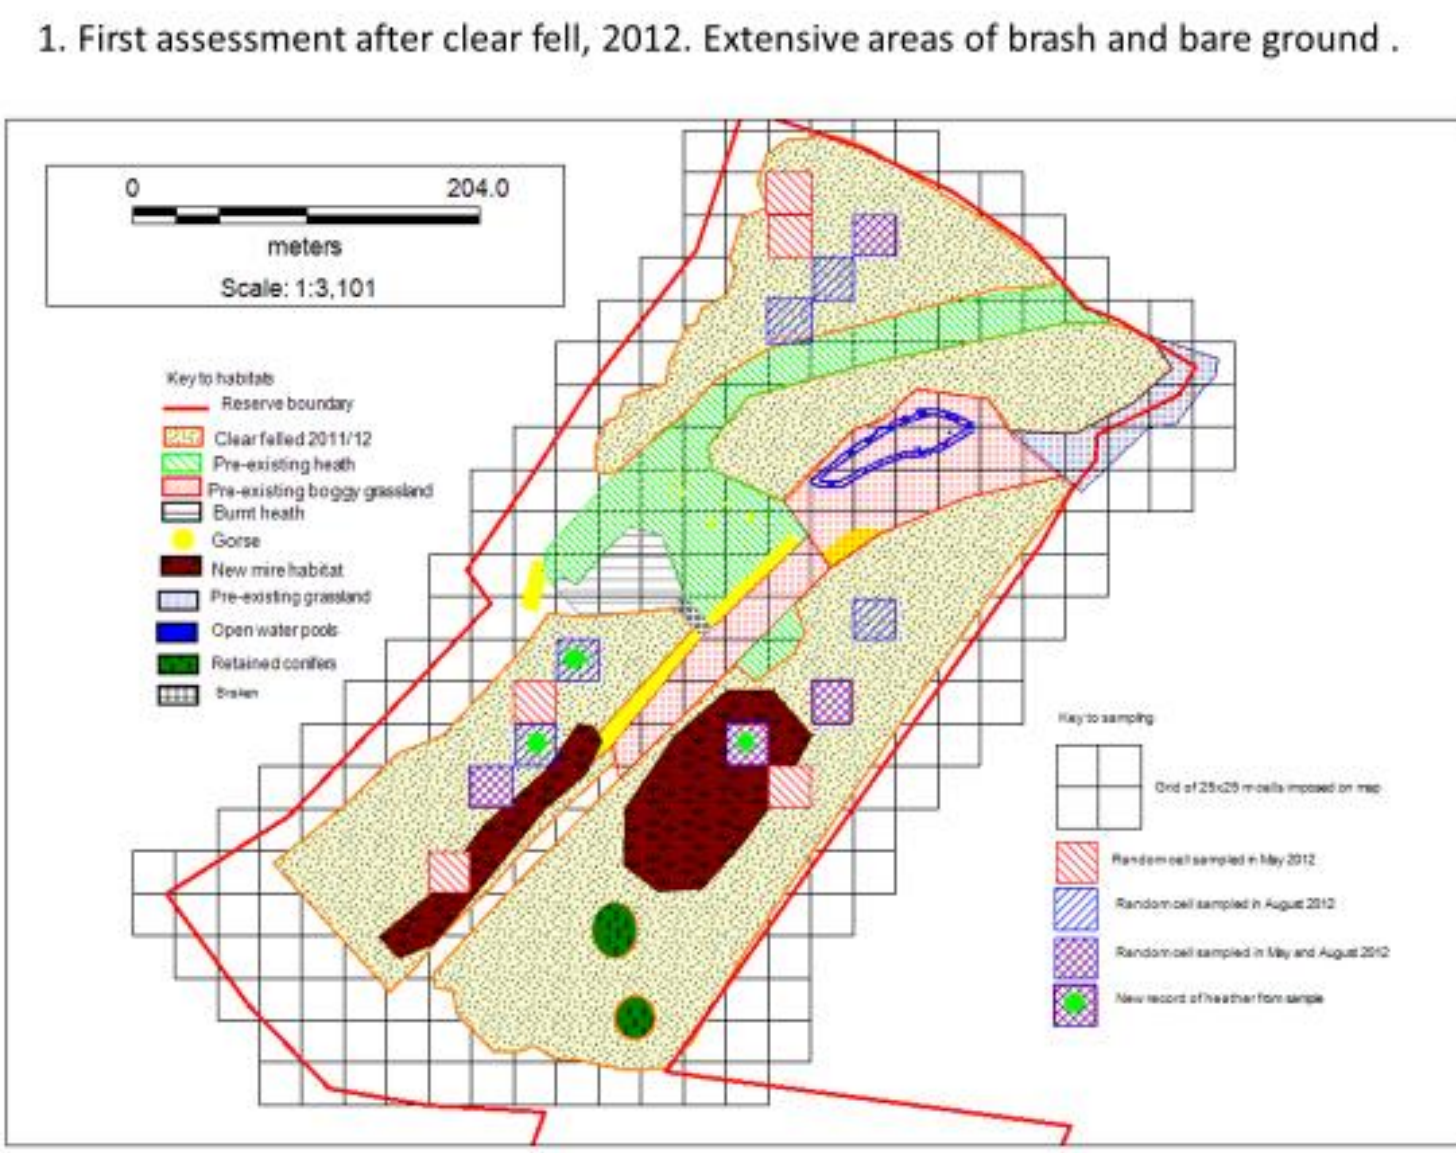 1. First assessment after clear fell, 2012. Extensive areas of brash and bare ground .
0 204.0
meters
Scale: 1:3,101
Key to habitats
Reserve boundary
Clear felled 2011/12
Pre-existing heath
Pre-existing boggy grassland
Burnt heath
Gorse
New mire habitat
Pre-existing grassland
Open water pools
Retained conifers
Braken
Key to sampling
Grid of 25x25 m cells imposed on map
Random cell sampled in May 2012
Random cell sampled in August 2012
Random cell sampled in May and August 2012
New record of heather from sample